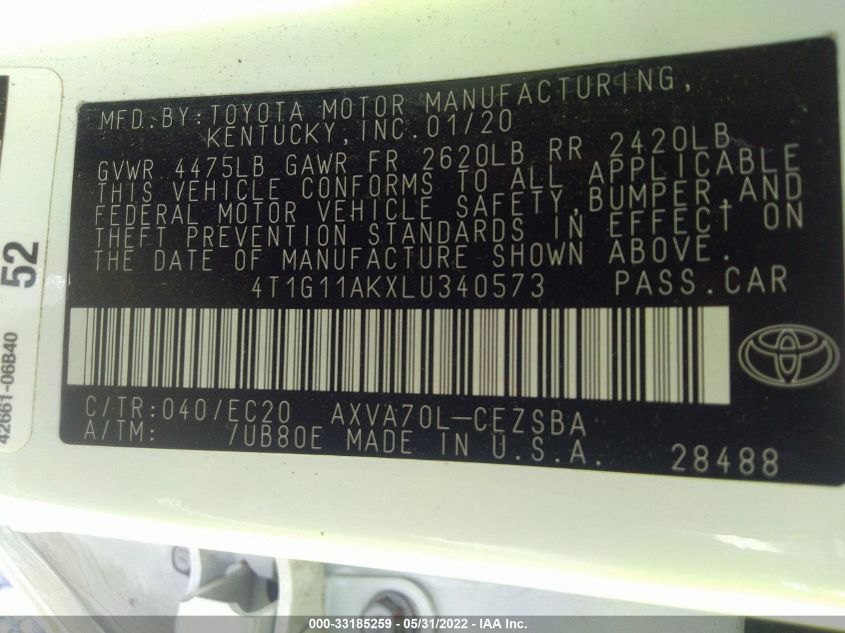 MFD.BY:TOYOTA MOTOR MANUFACTURING,
KENTUCKY,INC.01/20
GVWR 4475LB GAWR FR 2620LB RR 2420LB
THIS VEHICLE CONFORMS TO ALL APPLICABLE
FEDERAL MOTOR VEHICLE SAFETY,BUMPER,AND
THEFT PREVENTION STANDARDS IN EFFECT ON
THE DATE OF MANUFACTURE SHOWN ABOVE.
4T1G11AKXLU340573 PASS.CAR
C/TR:040/EC20 AXVA70L-CEZSBA
A/TM: /UB80E MADE IN U.S.A.
28488
52
42661-06B40
000-33185259 - 05/31/2022 - IAA Inc.